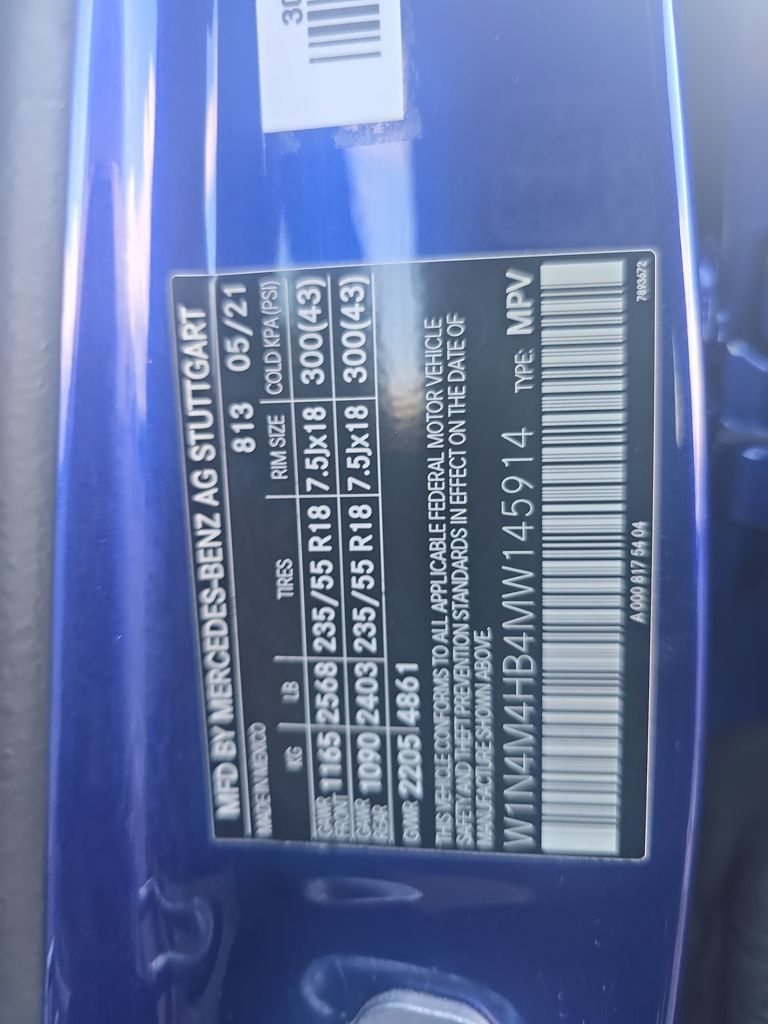 30
MFD BY MERCEDES-BENZ AG STUTTGART
MADE IN MEXICO 813 05/21
KG LB TIRES RIM SIZE COLD KPA (PSI)
GAWR FRONT 1165 2568 235/55 R18 7.5Jx18 300(43)
GAWR REAR 1090 2403 235/55 R18 7.5Jx18 300(43)
GVWR 2205 4861
THIS VEHICLE CONFORMS TO ALL APPLICABLE FEDERAL MOTOR VEHICLE
SAFETY AND THEFT PREVENTION STANDARDS IN EFFECT ON THE DATE OF
MANUFACTURE SHOWN ABOVE.
W1N4M4HB4MW145914 TYPE: MPV
A 000 817 54 04 7893672